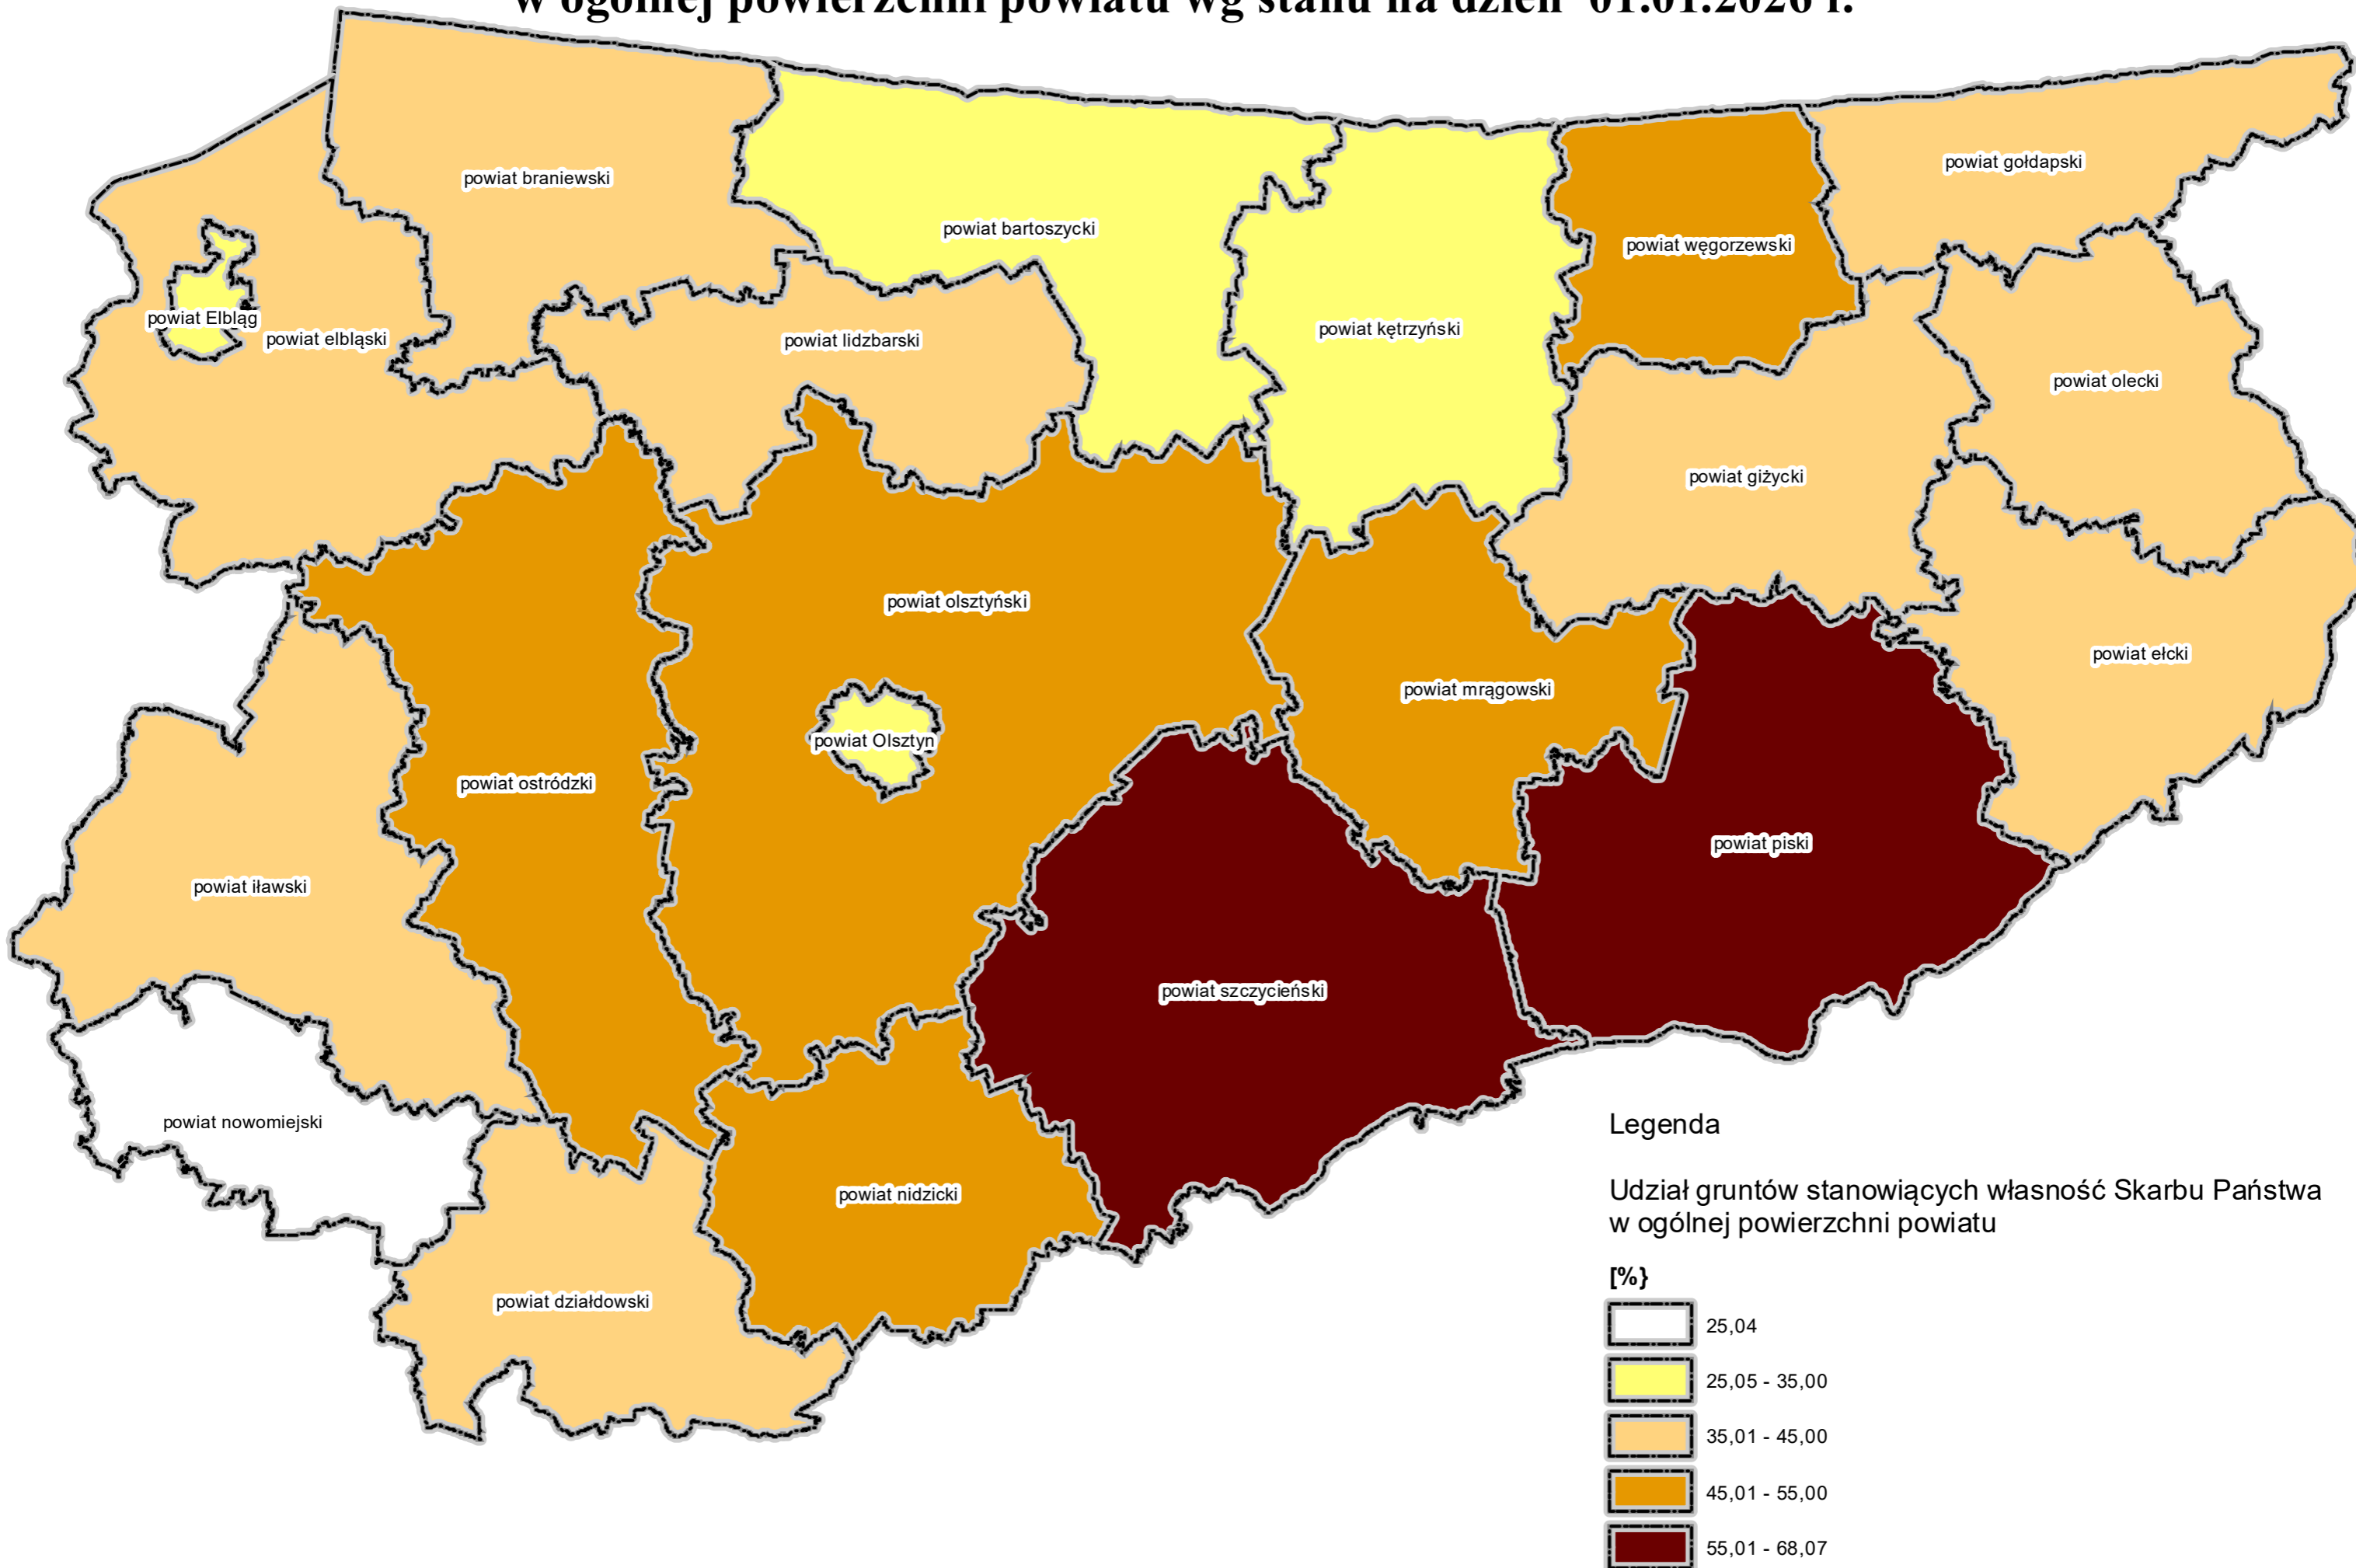 w ogólnej powierzchni powiatu wg stanu na dzień 01.01.2026 r.
powiat braniewski
powiat gołdapski
powiat bartoszycki
powiat węgorzewski
powiat Elbląg
powiat elbląski
powiat lidzbarski
powiat kętrzyński
powiat olecki
powiat giżycki
powiat olsztyński
powiat ełcki
powiat mrągowski
powiat Olsztyn
powiat ostródzki
powiat piski
powiat iławski
powiat szczycieński
powiat nowomiejski
powiat nidzicki
powiat działdowski
Legenda
Udział gruntów stanowiących własność Skarbu Państwa
w ogólnej powierzchni powiatu
[%}
25,04
25,05 - 35,00
35,01 - 45,00
45,01 - 55,00
55,01 - 68,07